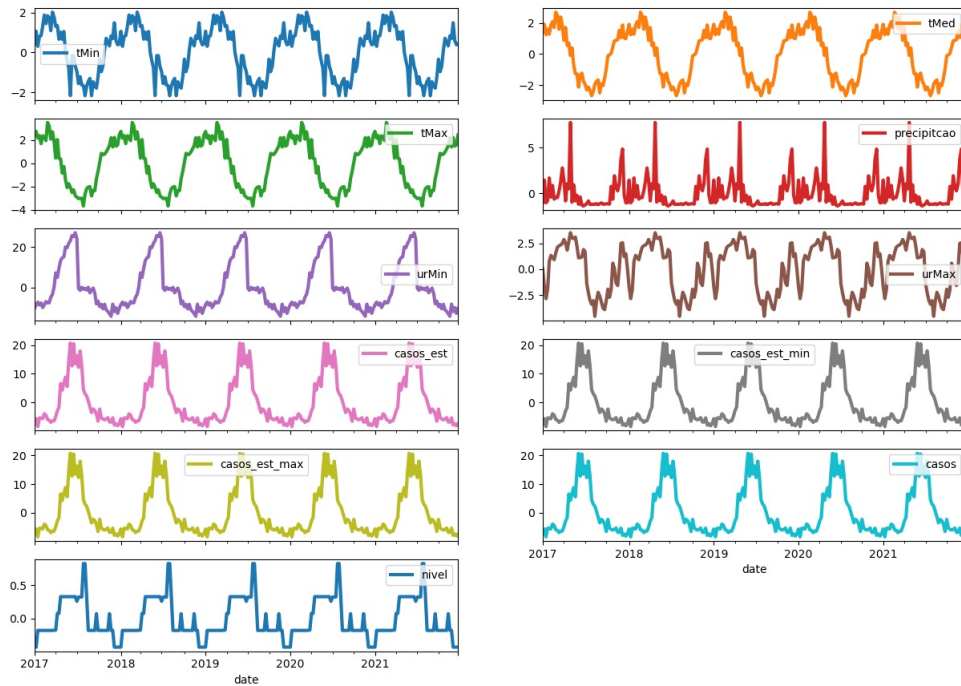 2
0
−2
tMin
2
0
−2
tMed
2
0
−2
−4
tMax
5
0
precipitcao
20
0
urMin
2.5
0.0
−2.5
urMax
20
10
0
casos_est
20
10
0
casos_est_min
20
10
0
casos_est_max
20
10
0
casos
2017 2018 2019 2020 2021
date
0.5
0.0
nivel
2017 2018 2019 2020 2021
date